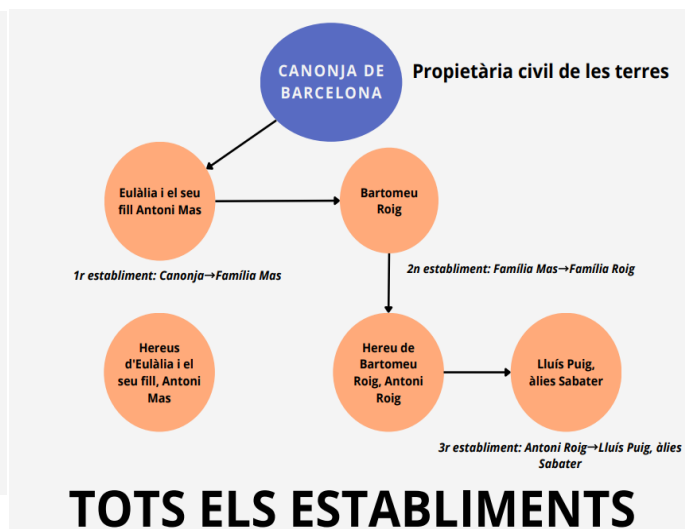 CANONJA DE
BARCELONA
Propietària civil de les terres
Eulàlia i el seu
fill Antoni Mas
Bartomeu
Roig
1r establiment: Canonja→Família Mas
2n establiment: Família Mas→Família Roig
Hereus
d'Eulàlia i el
seu fill, Antoni
Mas
Hereu de
Bartomeu
Roig, Antoni
Roig
Lluís Puig,
àlies Sabater
3r establiment: Antoni Roig→Lluís Puig, àlies
Sabater
TOTS ELS ESTABLIMENTS